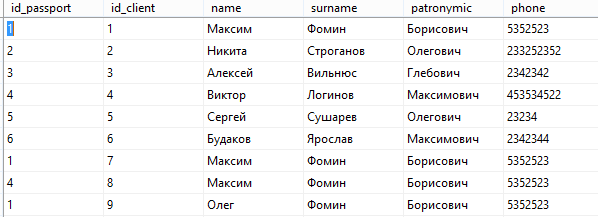 id_passport id_client name surname patronymic phone
1 1 Максим Фомин Борисович 5352523
2 2 Никита Строганов Олегович 233252352
3 3 Алексей Вильнюс Глебович 2342342
4 4 Виктор Логинов Максимович 453534522
5 5 Сергей Сушарев Олегович 23234
6 6 Будаков Ярослав Максимович 2342344
1 7 Максим Фомин Борисович 5352523
4 8 Максим Фомин Борисович 5352523
1 9 Олег Фомин Борисович 5352523